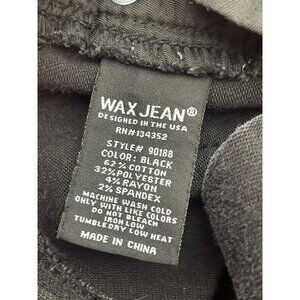 WAX JEAN®
DESIGNED IN THE USA
RN#134352
STYLE# 90188
COLOR: BLACK
62% COTTON
32% POLYESTER
4% RAYON
2% SPANDEX
MACHINE WASH COLD
ONLY WITH LIKE COLORS
DO NOT BLEACH
IRON LOW
TUMBLE DRY LOW HEAT
MADE IN CHINA